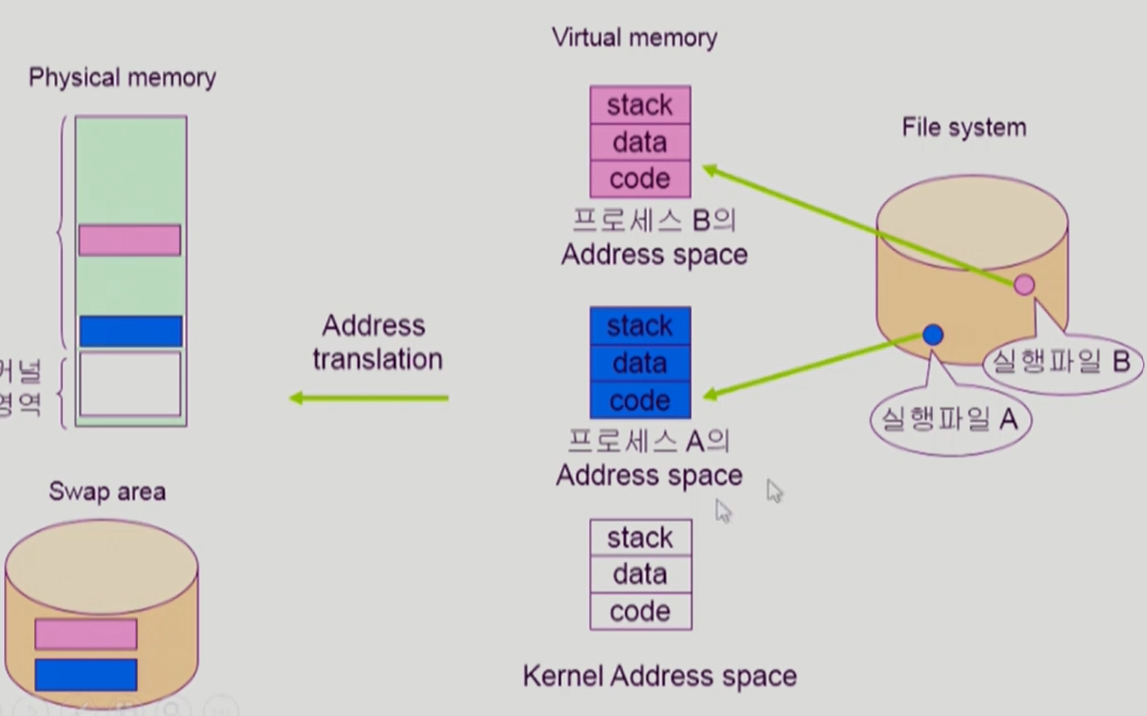 Virtual memory
Physical memory
stack
data
code
프로세스 B의
Address space
File system
실행파일 B
실행파일 A
Address
translation
stack
data
code
프로세스 A의
Address space
커널
영역
Swap area
stack
data
code
Kernel Address space